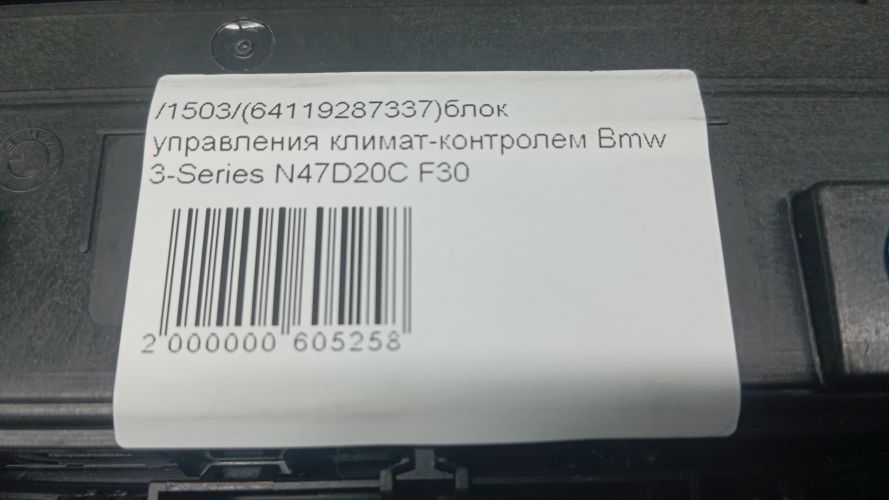 /1503/(64119287337)блок
управления климат-контролем Bmw
3-Series N47D20C F30
2 000000 605258